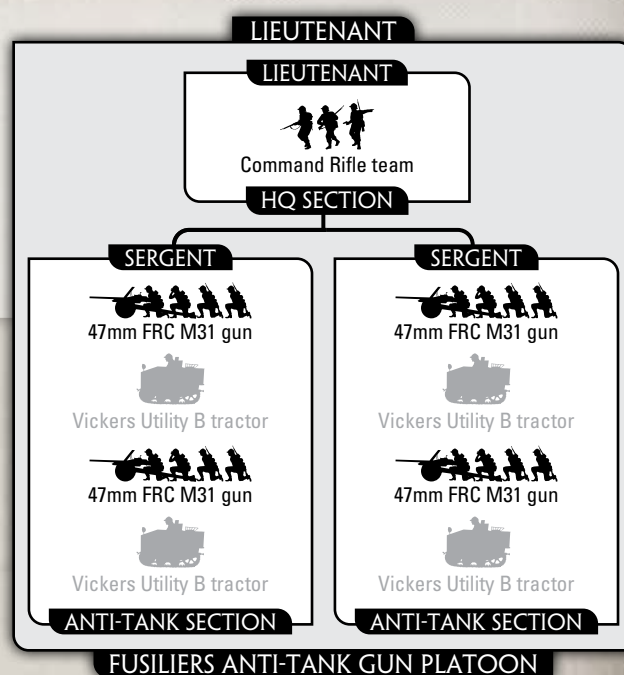 LIEUTENANT
LIEUTENANT
Command Rifle team
HQ SECTION
SERGENT
47mm FRC M31 gun
Vickers Utility B tractor
47mm FRC M31 gun
Vickers Utility B tractor
ANTI-TANK SECTION
SERGENT
47mm FRC M31 gun
Vickers Utility B tractor
47mm FRC M31 gun
Vickers Utility B tractor
ANTI-TANK SECTION
FUSILIERS ANTI-TANK GUN PLATOON